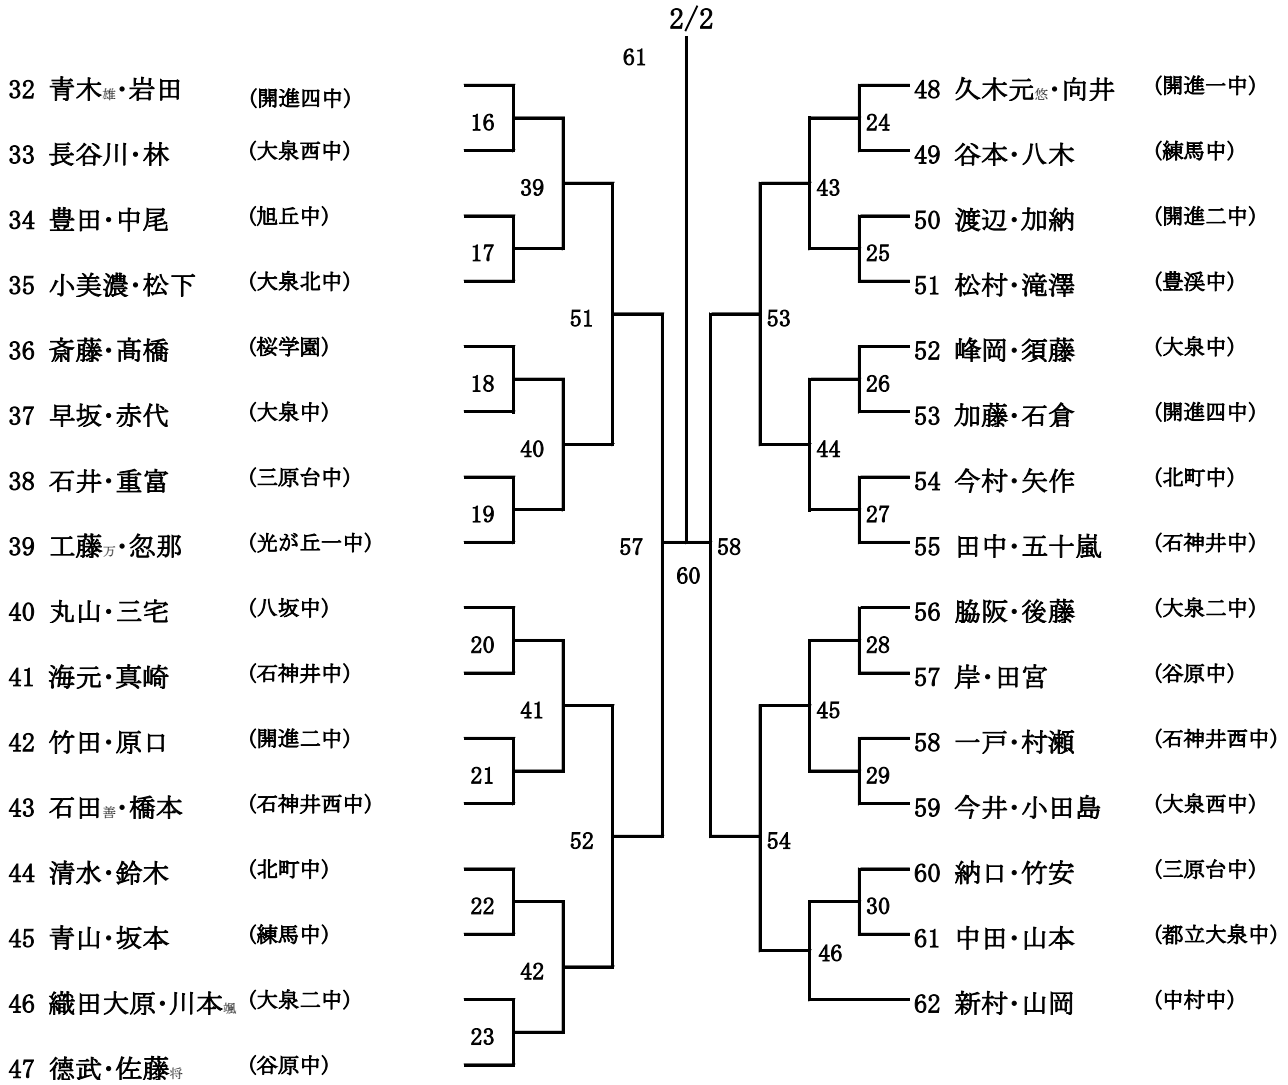 2/2
61
32 青木雄・岩田 (開進四中)
16
33 長谷川・林 (大泉西中)
39
34 豊田・中尾 (旭丘中)
17
35 小美濃・松下 (大泉北中)
51
36 斎藤・髙橋 (桜学園)
18
37 早坂・赤代 (大泉中)
40
38 石井・重富 (三原台中)
19
39 工藤万・忽那 (光が丘一中)
57
40 丸山・三宅 (八坂中)
20
41 海元・真崎 (石神井中)
41
42 竹田・原口 (開進二中)
21
43 石田善・橋本 (石神井西中)
52
44 清水・鈴木 (北町中)
22
45 青山・坂本 (練馬中)
42
46 織田大原・川本颯 (大泉二中)
23
47 德武・佐藤将 (谷原中)
60
48 久木元悠・向井 (開進一中)
24
49 谷本・八木 (練馬中)
43
50 渡辺・加納 (開進二中)
25
51 松村・滝澤 (豊溪中)
53
52 峰岡・須藤 (大泉中)
26
53 加藤・石倉 (開進四中)
44
54 今村・矢作 (北町中)
27
55 田中・五十嵐 (石神井中)
58
56 脇阪・後藤 (大泉二中)
28
57 岸・田宮 (谷原中)
45
58 一戸・村瀬 (石神井西中)
29
59 今井・小田島 (大泉西中)
54
60 納口・竹安 (三原台中)
30
61 中田・山本 (都立大泉中)
46
62 新村・山岡 (中村中)